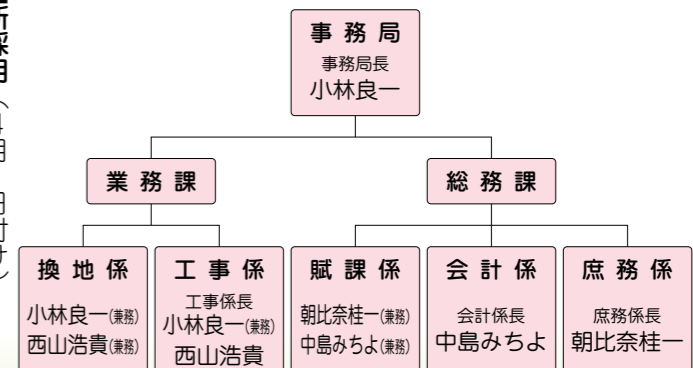 事務局
事務局長
小林良一
業務課
総務課
換地係
小林良一(兼務)
西山浩貴(兼務)
工事係
工事係長
小林良一(兼務)
西山浩貴
賦課係
朝比奈桂一(兼務)
中島みちよ(兼務)
会計係
会計係長
中島みちよ
庶務係
庶務係長
朝比奈桂一